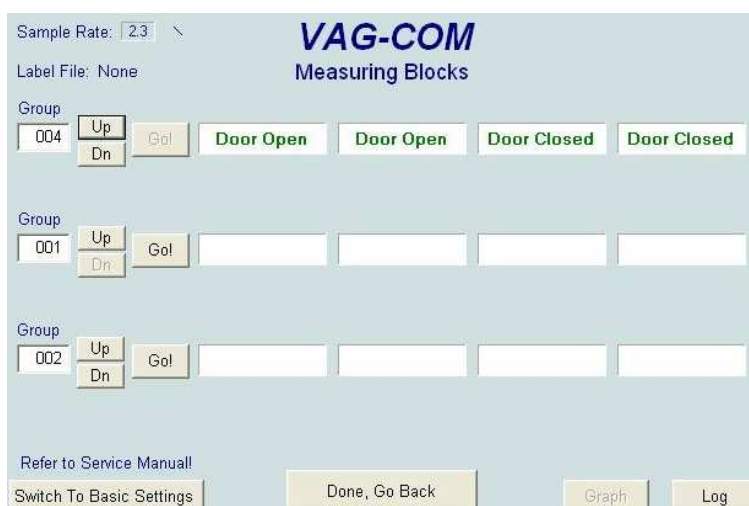 Sample Rate: 2.3 \
VAG-COM
Label File: None
Measuring Blocks
Group
004 Up Dn Go! Door Open Door Open Door Closed Door Closed
Group
001 Up Dn Go!
Group
002 Up Dn Go!
Refer to Service Manual!
Switch To Basic Settings Done, Go Back Graph Log